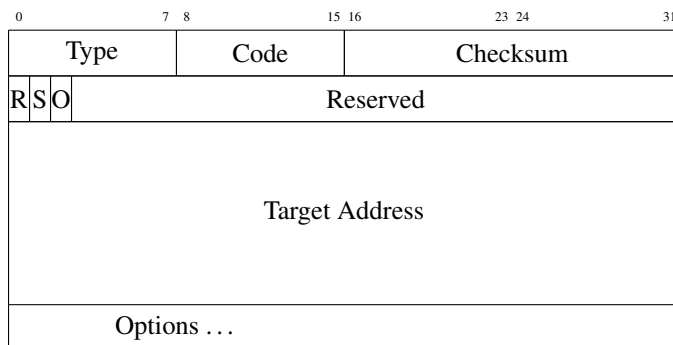 0 7 8 15 16 23 24 31
Type Code Checksum
R S O Reserved
Target Address
Options …